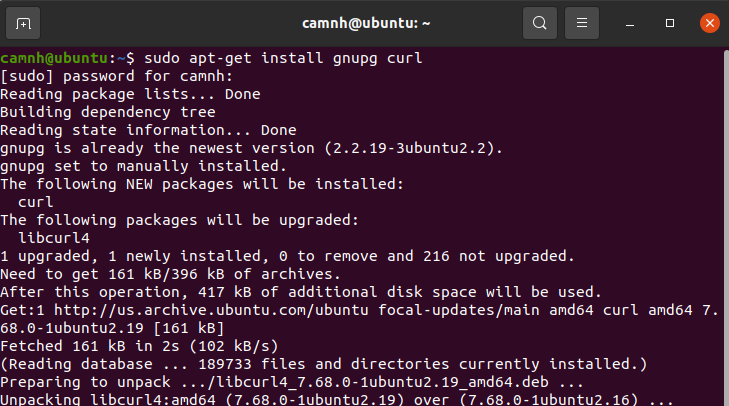 camnh@ubuntu: ~
camnh@ubuntu:~$ sudo apt-get install gnupg curl
[sudo] password for camnh:
Reading package lists... Done
Building dependency tree
Reading state information... Done
gnupg is already the newest version (2.2.19-3ubuntu2.2).
gnupg set to manually installed.
The following NEW packages will be installed:
  curl
The following packages will be upgraded:
  libcurl4
1 upgraded, 1 newly installed, 0 to remove and 216 not upgraded.
Need to get 161 kB/396 kB of archives.
After this operation, 417 kB of additional disk space will be used.
Get:1 http://us.archive.ubuntu.com/ubuntu focal-updates/main amd64 curl amd64 7.
68.0-1ubuntu2.19 [161 kB]
Fetched 161 kB in 2s (102 kB/s)
(Reading database ... 189733 files and directories currently installed.)
Preparing to unpack .../libcurl4_7.68.0-1ubuntu2.19_amd64.deb ...
Unpacking libcurl4:amd64 (7.68.0-1ubuntu2.19) over (7.68.0-1ubuntu2.16) ...